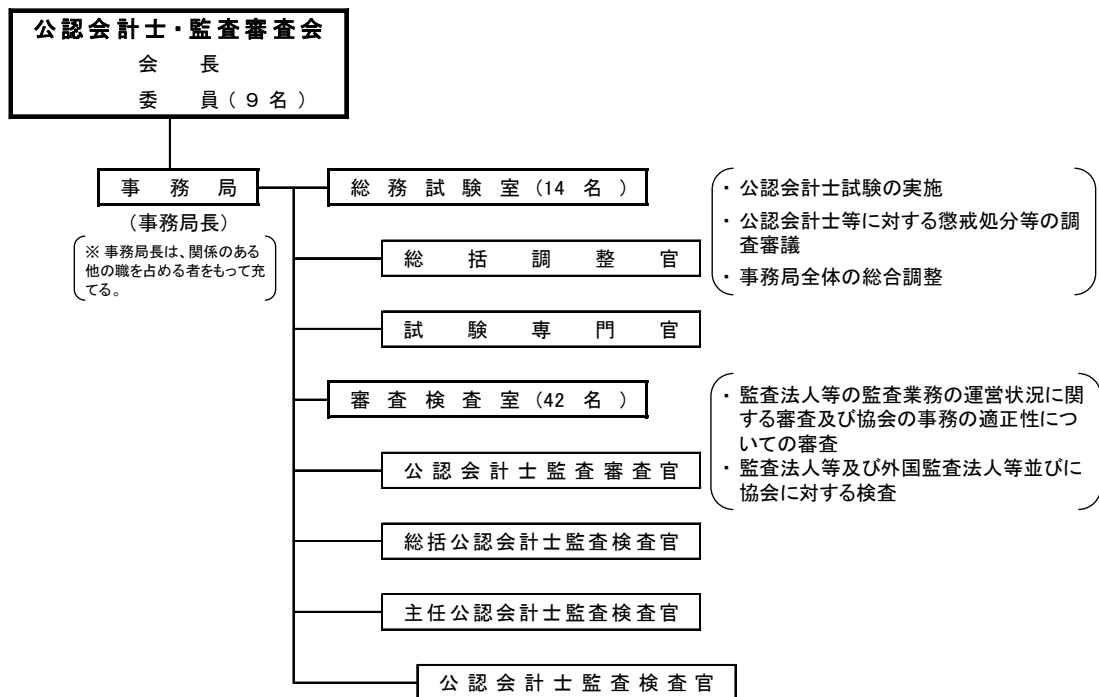 公認会計士・監査審査会
会 長
委 員(9名)
事務局
(事務局長)
※ 事務局長は、関係のある
他の職を占める者をもって充
てる。
総務試験室(14名)
・ 公認会計士試験の実施
・ 公認会計士等に対する懲戒処分等の調
査審議
・ 事務局全体の総合調整
総括調整官
試験専門官
審査検査室(42名)
・ 監査法人等の監査業務の運営状況に関
する審査及び協会の事務の適正性につ
いての審査
・ 監査法人等及び外国監査法人等並びに
協会に対する検査
公認会計士監査審査官
総括公認会計士監査検査官
主任公認会計士監査検査官
公認会計士監査検査官